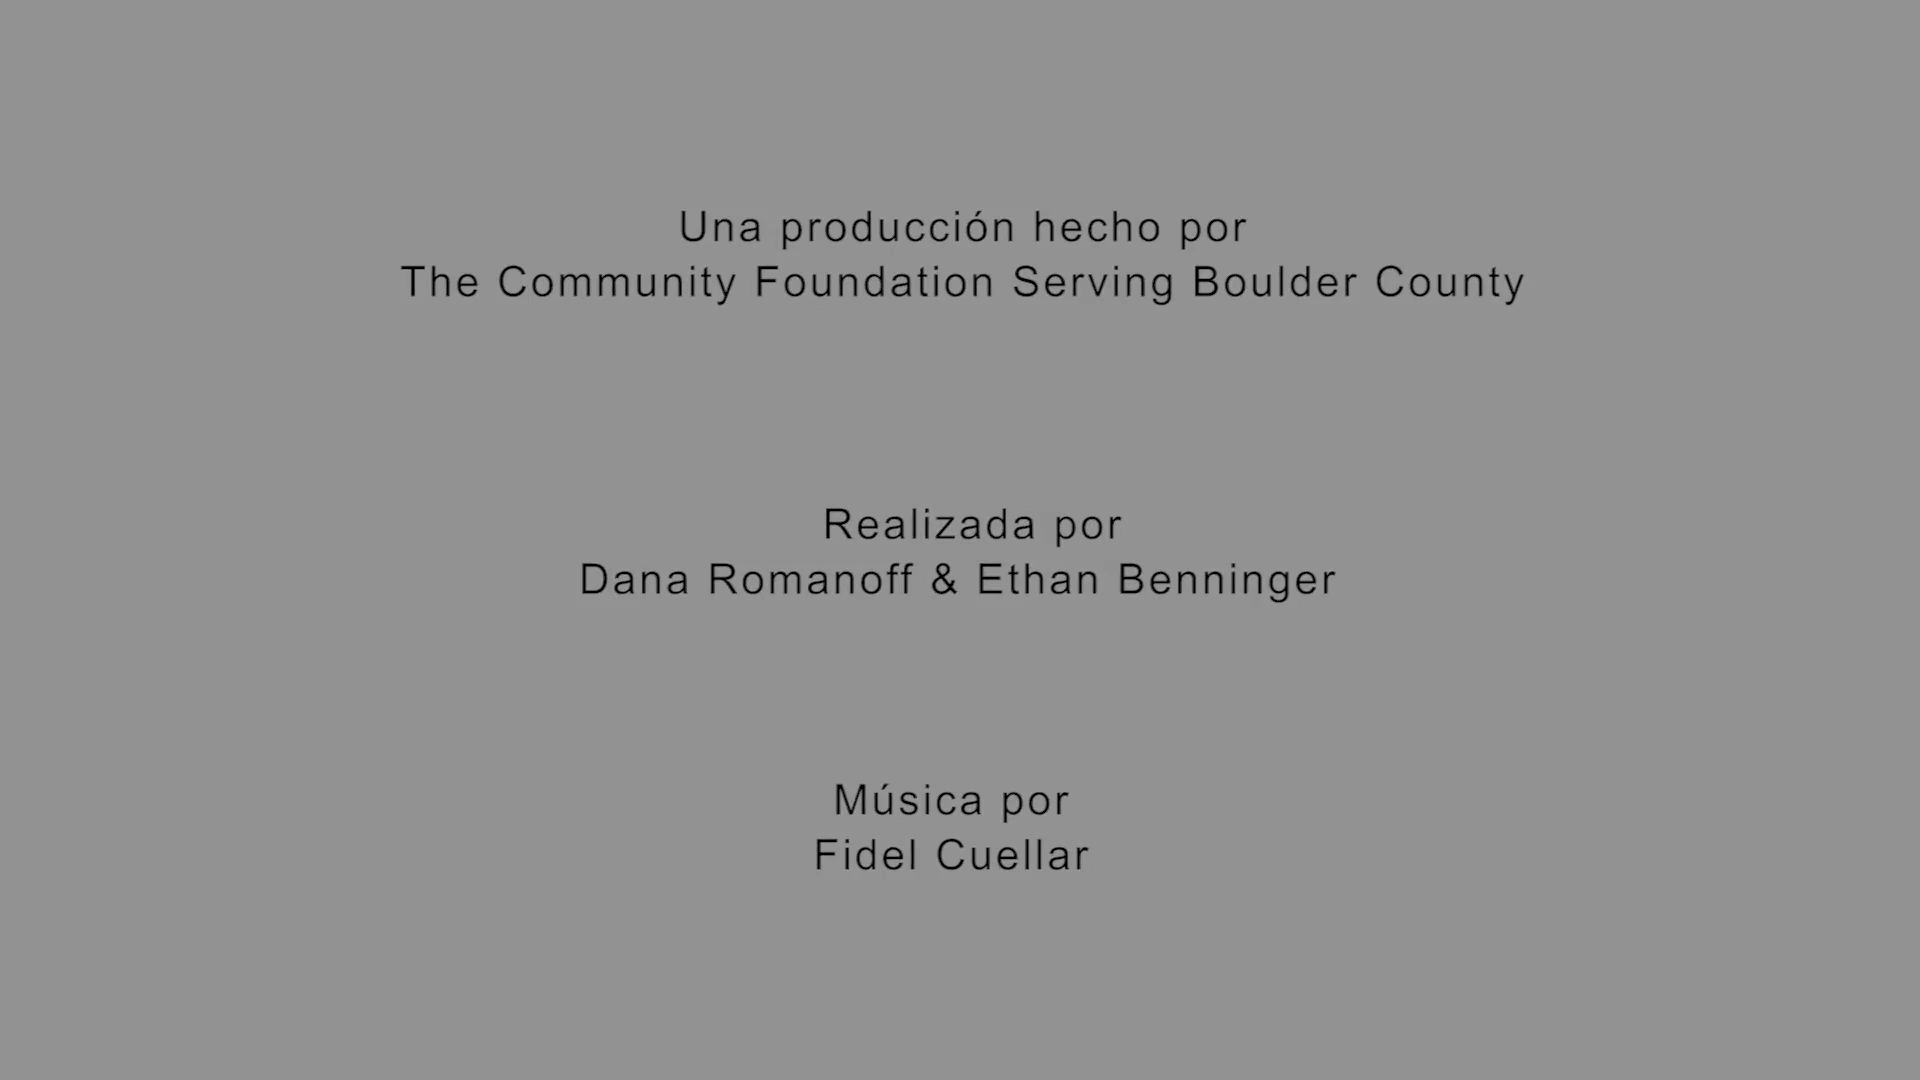 Una producción hecho por
The Community Foundation Serving Boulder County
Realizada por
Dana Romanoff & Ethan Benninger
Música por
Fidel Cuellar